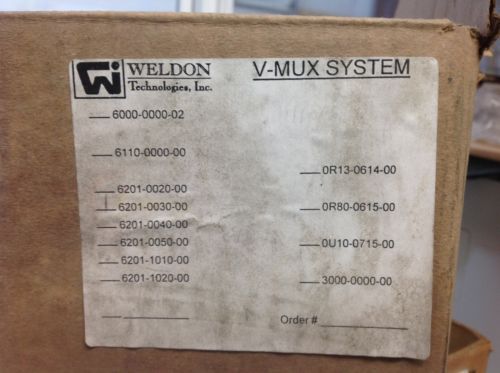 WELDON
Technologies, Inc.
V-MUX SYSTEM
6000-0000-02
6110-0000-00
6201-0020-00
6201-0030-00
6201-0040-00
6201-0050-00
6201-1010-00
6201-1020-00
0R13-0614-00
0R80-0615-00
0U10-0715-00
3000-0000-00
Order #